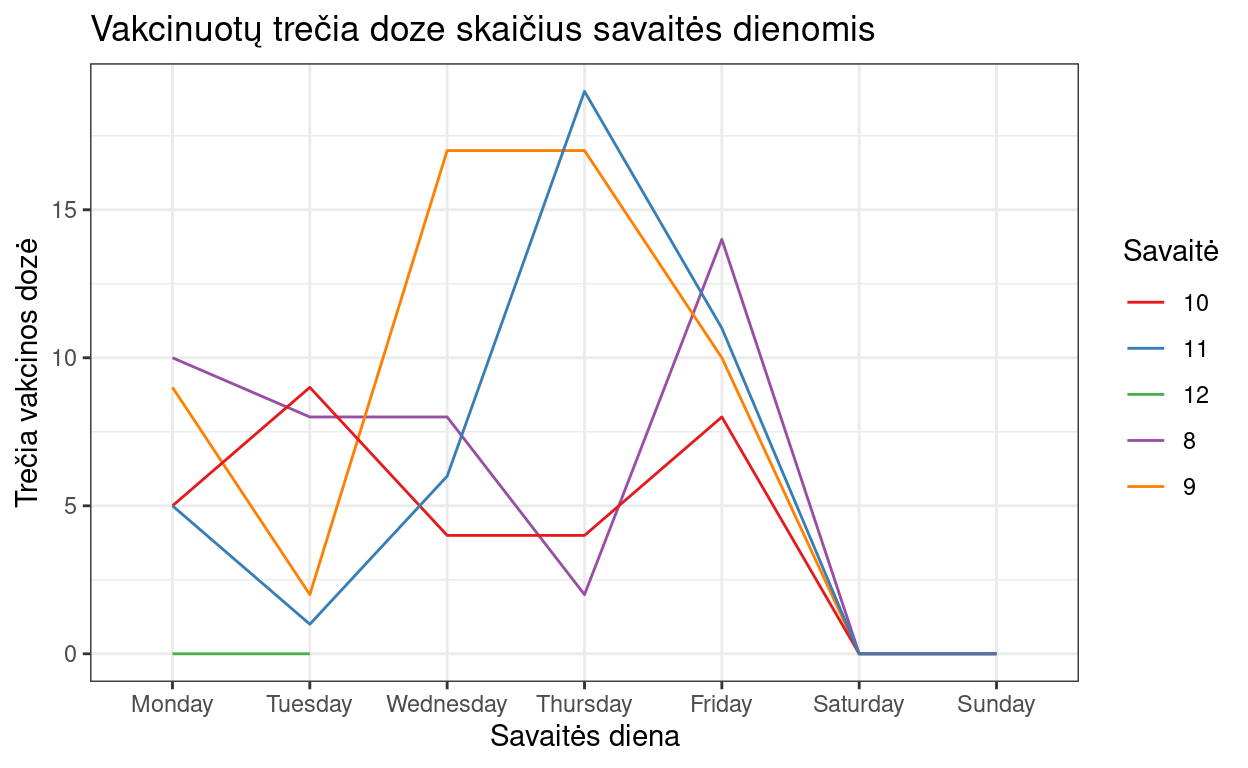 Vakcinuotų trečia doze skaičius savaitės dienomis
Trečia vakcinos dozė
15
10
5
0
Monday
Tuesday
Wednesday
Thursday
Friday
Saturday
Sunday
Savaitės diena
Savaitė
10
11
12
8
9